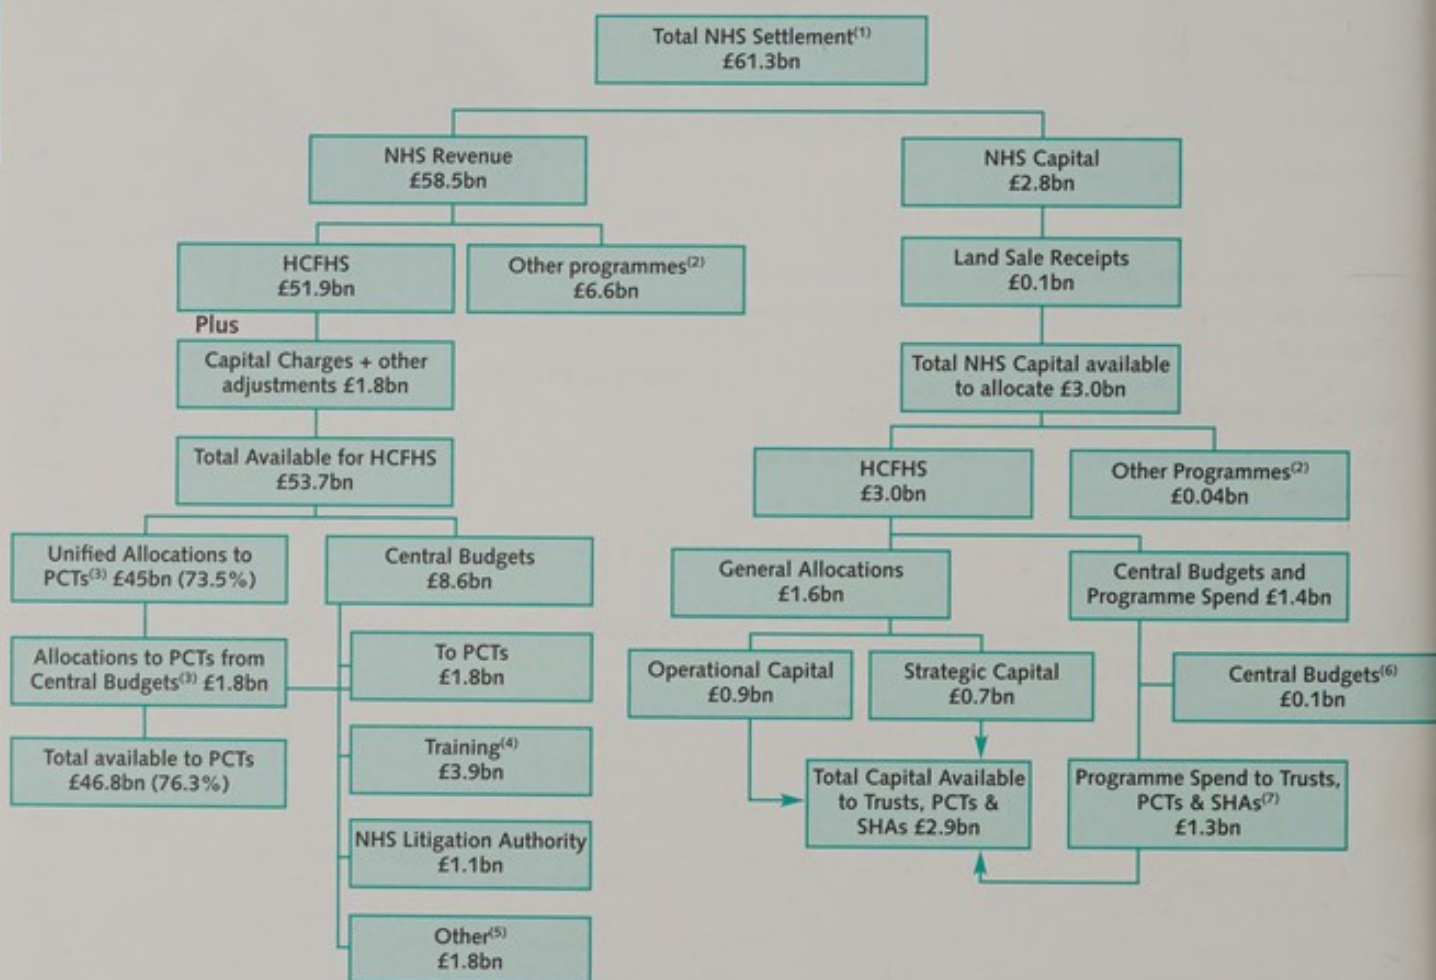 Total NHS Settlement(1)
£61.3bn
NHS Revenue
£58.5bn
NHS Capital
£2.8bn
HCFHS
£51.9bn
Other programmes(2)
£6.6bn
Land Sale Receipts
£0.1bn
Plus
Capital Charges + other
adjustments £1.8bn
Total NHS Capital available
to allocate £3.0bn
Total Available for HCFHS
£53.7bn
HCFHS
£3.0bn
Other Programmes(2)
£0.04bn
Unified Allocations to
PCTs(3) £45bn (73.5%)
Central Budgets
£8.6bn
General Allocations
£1.6bn
Central Budgets and
Programme Spend £1.4bn
Allocations to PCTs from
Central Budgets(3) £1.8bn
To PCTs
£1.8bn
Operational Capital
£0.9bn
Strategic Capital
£0.7bn
Central Budgets(6)
£0.1bn
Total available to PCTs
£46.8bn (76.3%)
Training(4)
£3.9bn
Total Capital Available
to Trusts, PCTs &
SHAs £2.9bn
Programme Spend to Trusts,
PCTs & SHAs(7)
£1.3bn
NHS Litigation Authority
£1.1bn
Other(5)
£1.8bn